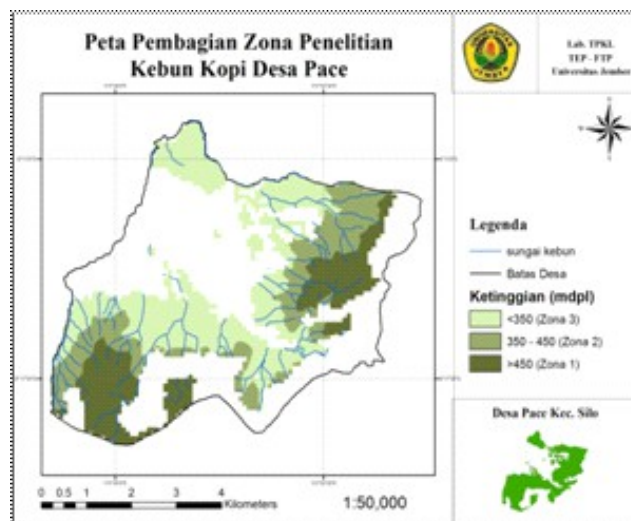 Peta Pembagian Zona Penelitian
Kebun Kopi Desa Pace
Lab. TPKL
TEP - FTP
Universitas Jember
Legenda
sungai kebun
Batas Desa
Ketinggian (mdpl)
<350 (Zona 3)
350 - 450 (Zona 2)
>450 (Zona 1)
Desa Pace Kec. Silo
0 0.5 1 2 3 4
Kilometers
1:50,000